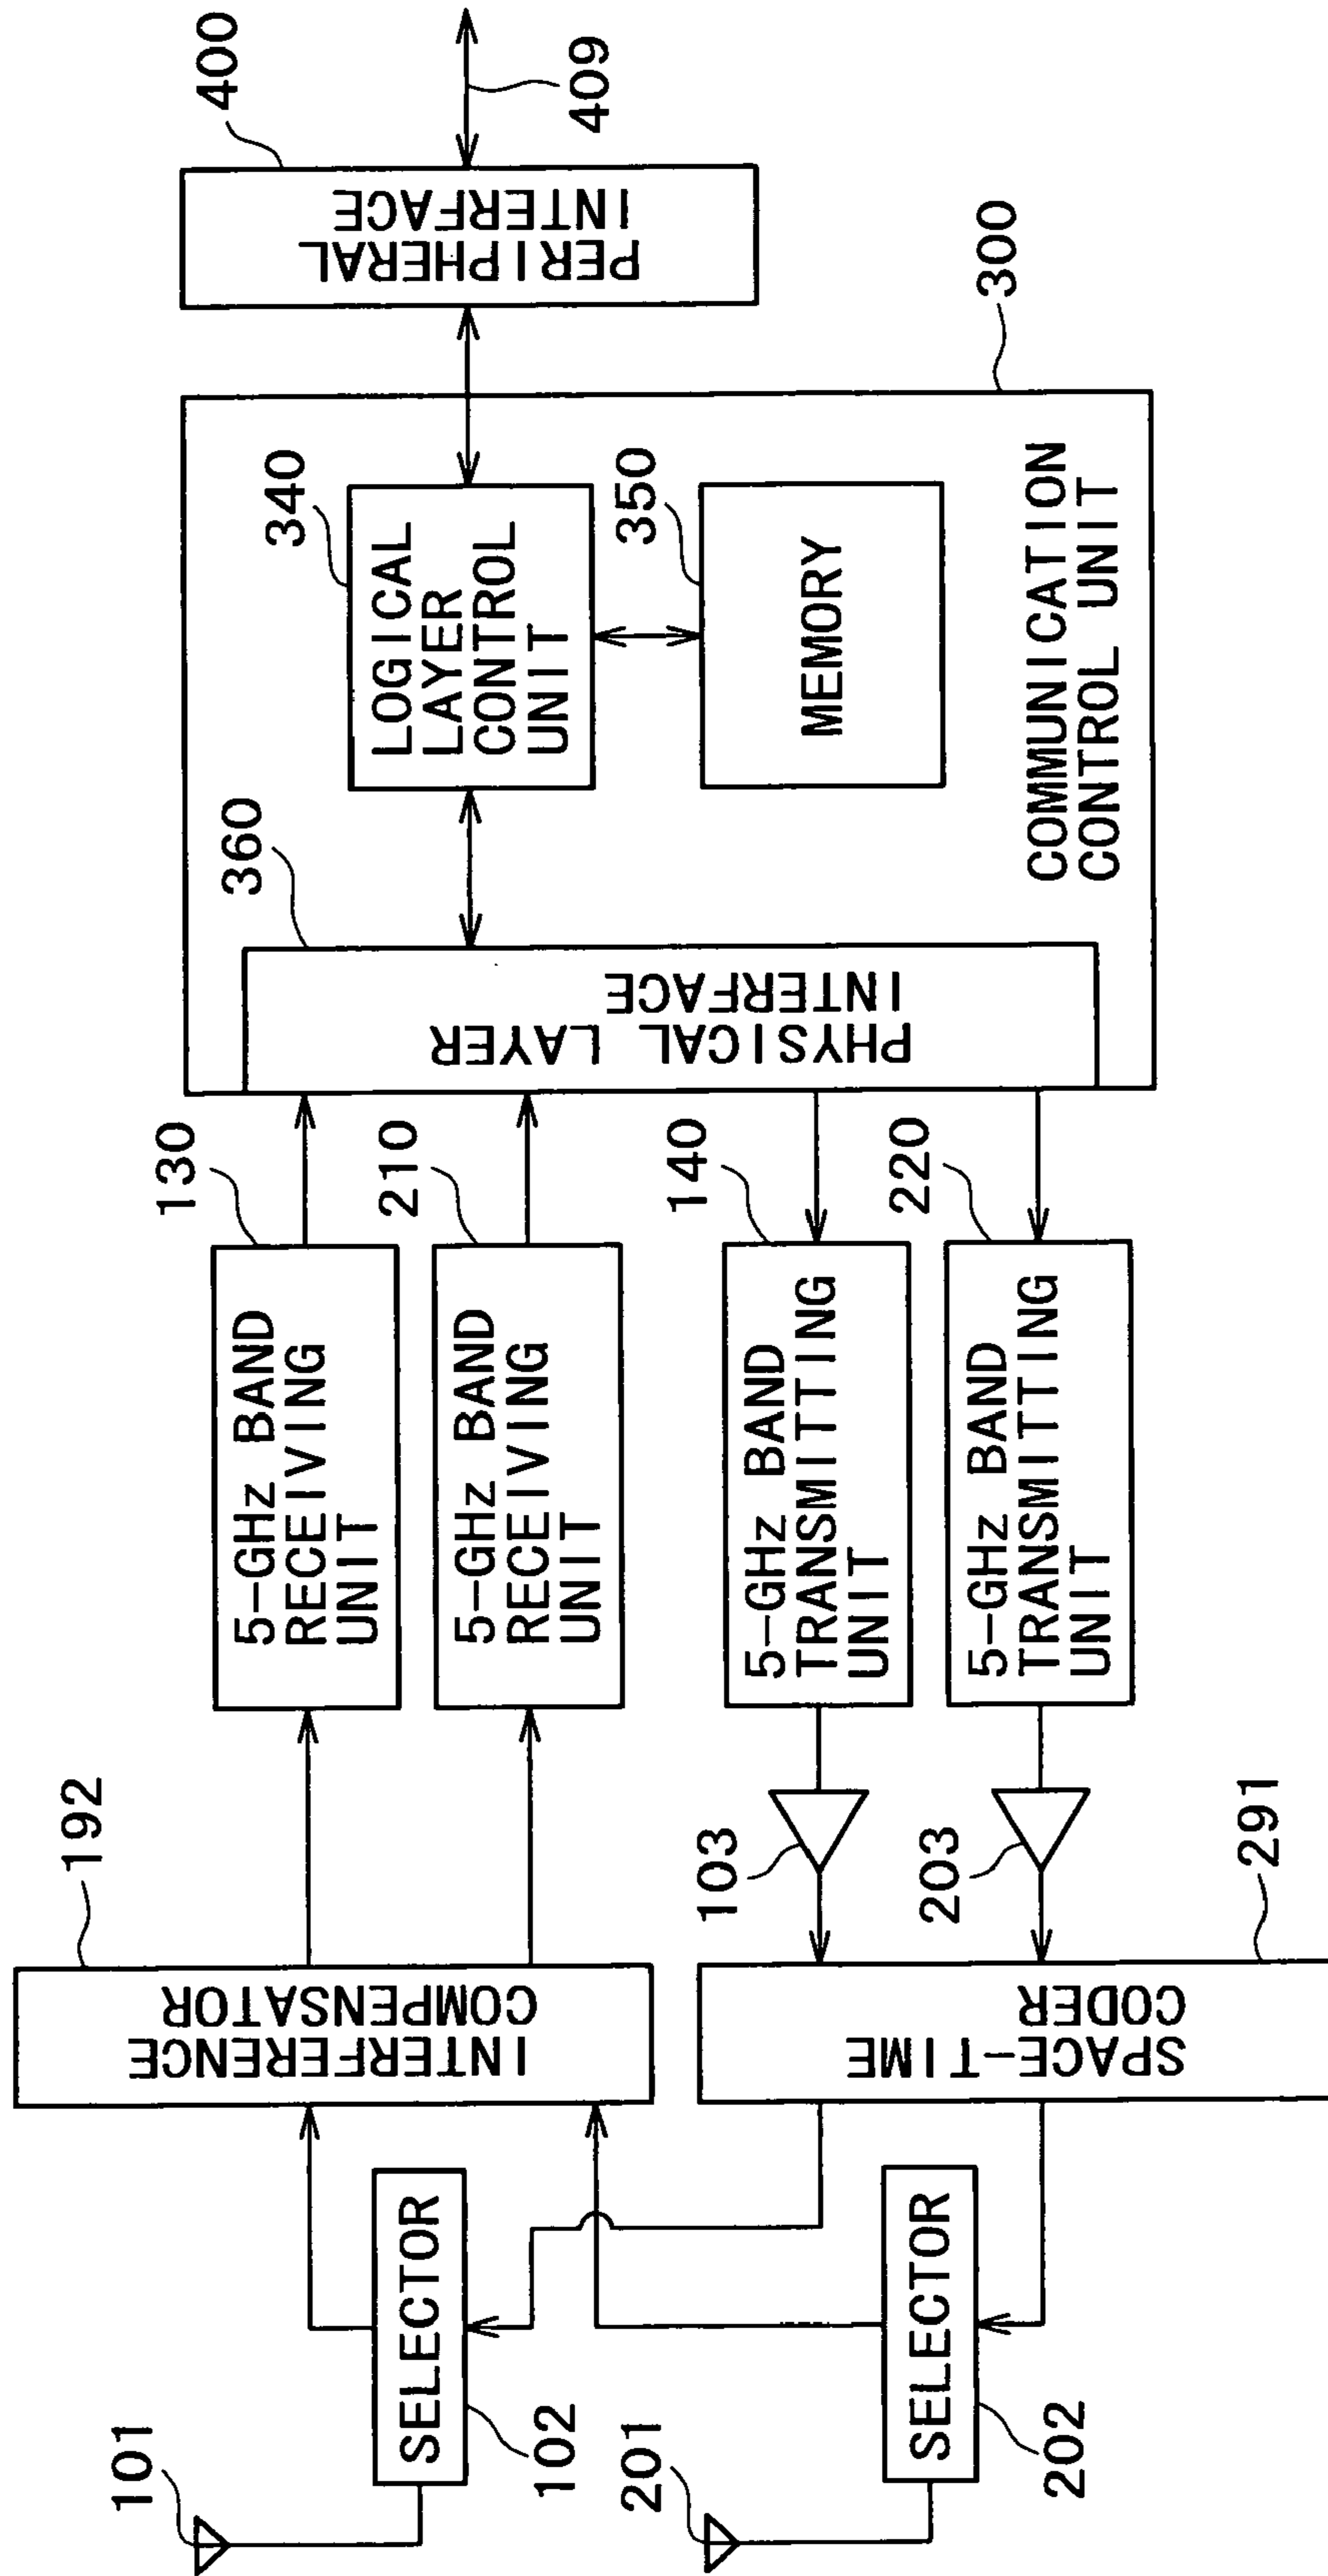 101
SELECTOR
102
201
SELECTOR
202
192
INTERFERENCE
COMPENSATOR
SPACE-TIME
CODER
291
103
203
130
5-GHz BAND
RECEIVING
UNIT
210
5-GHz BAND
RECEIVING
UNIT
140
5-GHz BAND
TRANSMITTING
UNIT
220
5-GHz BAND
TRANSMITTING
UNIT
360
PHYSICAL LAYER
INTERFACE
340
LOGICAL
LAYER
CONTROL
UNIT
350
MEMORY
COMMUNICATION
CONTROL UNIT
300
400
PERIPHERAL
INTERFACE
409